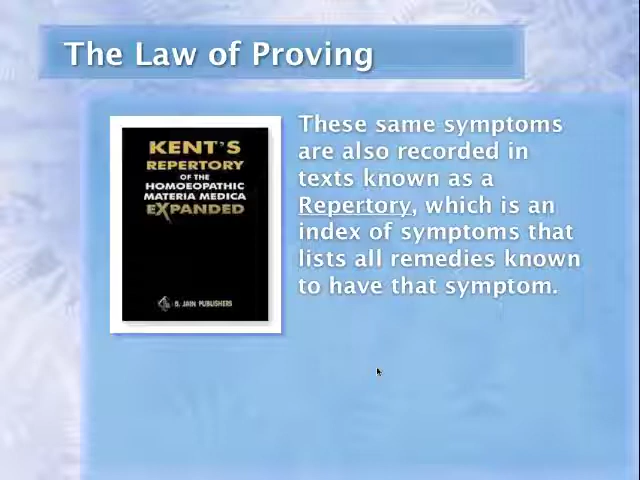 The Law of Proving
KENT'S
REPERTORY
OF THE
HOMOEOPATHIC
MATERIA MEDICA
EXPANDED
B. JAIN PUBLISHERS
These same symptoms
are also recorded in
texts known as a
Repertory, which is an
index of symptoms that
lists all remedies known
to have that symptom.